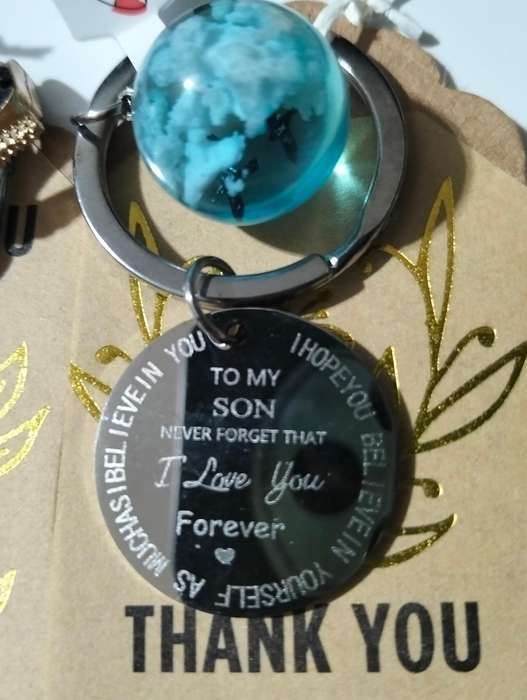 TO MY
SON
NEVER FORGET THAT
I Love You
Forever
I HOPE YOU BELIEVE IN YOURSELF AS MUCH AS I BELIEVE IN YOU
THANK YOU